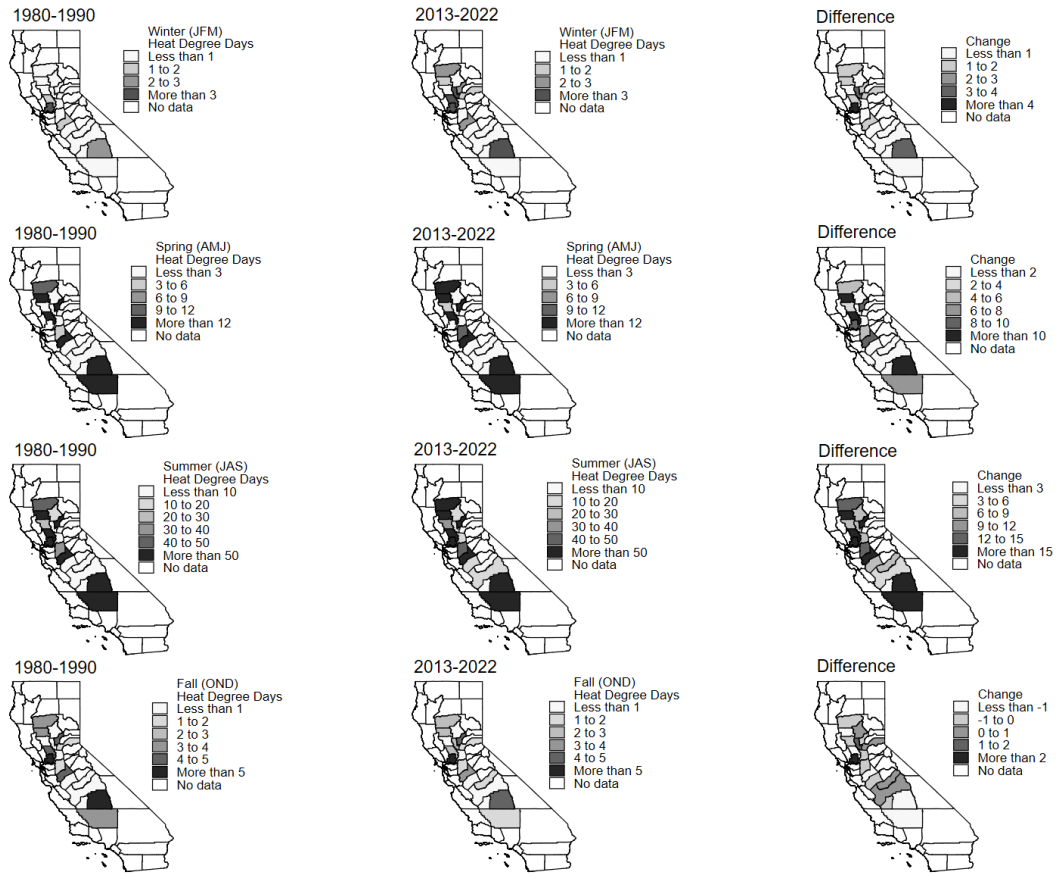 1980-1990
Winter (JFM)
Heat Degree Days
Less than 1
1 to 2
2 to 3
More than 3
No data
2013-2022
Winter (JFM)
Heat Degree Days
Less than 1
1 to 2
2 to 3
More than 3
No data
Difference
Change
Less than 1
1 to 2
2 to 3
3 to 4
More than 4
No data
1980-1990
Spring (AMJ)
Heat Degree Days
Less than 3
3 to 6
6 to 9
9 to 12
More than 12
No data
2013-2022
Spring (AMJ)
Heat Degree Days
Less than 3
3 to 6
6 to 9
9 to 12
More than 12
No data
Difference
Change
Less than 2
2 to 4
4 to 6
6 to 8
8 to 10
More than 10
No data
1980-1990
Summer (JAS)
Heat Degree Days
Less than 10
10 to 20
20 to 30
30 to 40
40 to 50
More than 50
No data
2013-2022
Summer (JAS)
Heat Degree Days
Less than 10
10 to 20
20 to 30
30 to 40
40 to 50
More than 50
No data
Difference
Change
Less than 3
3 to 6
6 to 9
9 to 12
12 to 15
More than 15
No data
1980-1990
Fall (OND)
Heat Degree Days
Less than 1
1 to 2
2 to 3
3 to 4
4 to 5
More than 5
No data
2013-2022
Fall (OND)
Heat Degree Days
Less than 1
1 to 2
2 to 3
3 to 4
4 to 5
More than 5
No data
Difference
Change
Less than -1
-1 to 0
0 to 1
1 to 2
More than 2
No data